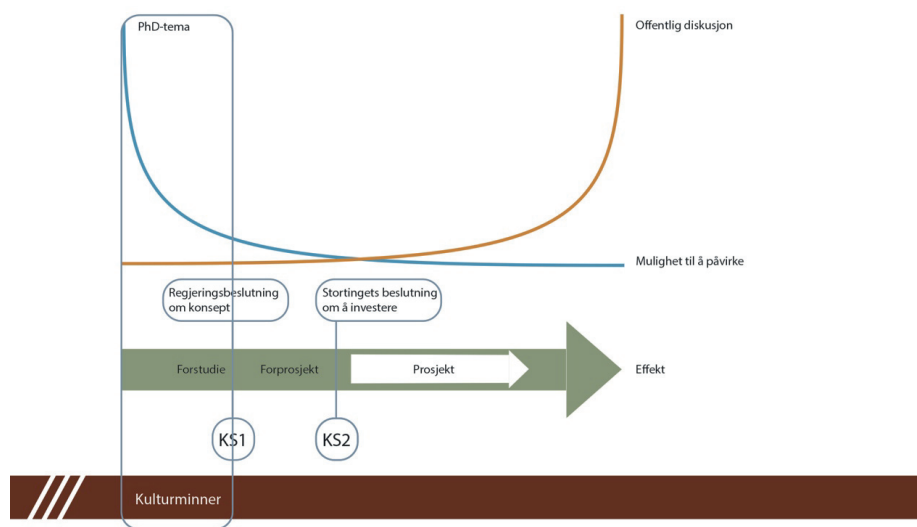 PhD-tema
Offentlig diskusjon
Mulighet til å påvirke
Regjeringsbeslutning
om konsept
Stortingets beslutning
om å investere
Forstudie
Forprosjekt
Prosjekt
Effekt
KS1
KS2
Kulturminner